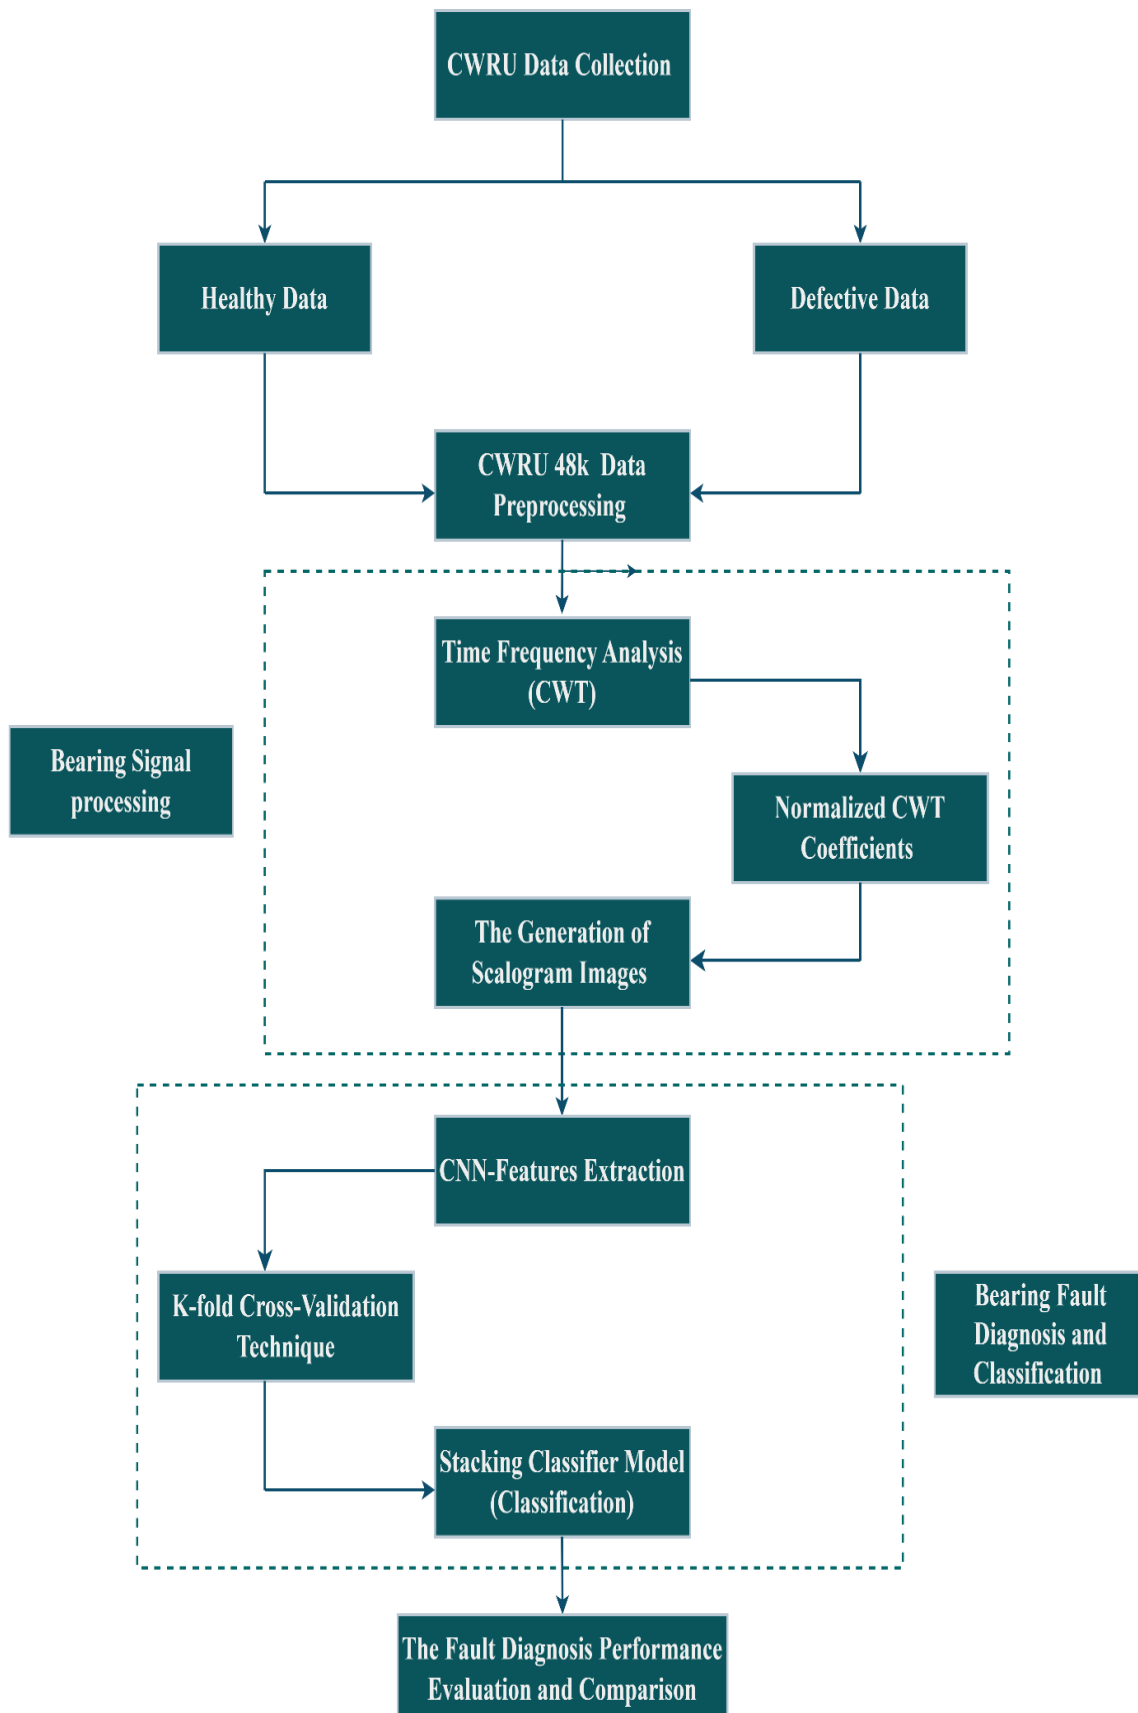 CWRU Data Collection
Healthy Data
Defective Data
CWRU 48k Data
Preprocessing
Time Frequency Analysis
(CWT)
Bearing Signal
processing
Normalized CWT
Coefficients
The Generation of
Scalogram Images
CNN-Features Extraction
K-fold Cross-Validation
Technique
Bearing Fault
Diagnosis and
Classification
Stacking Classifier Model
(Classification)
The Fault Diagnosis Performance
Evaluation and Comparison